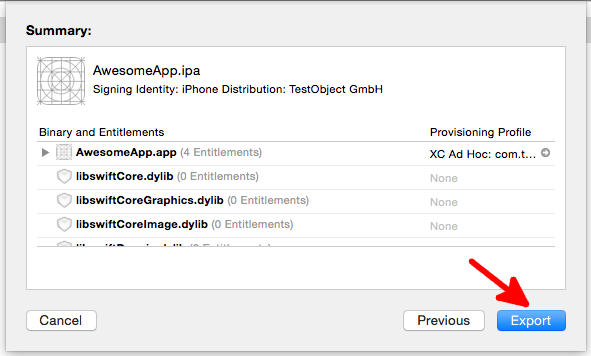 Summary:
AwesomeApp.ipa
Signing Identity: iPhone Distribution: TestObject GmbH
Binary and Entitlements Provisioning Profile
AwesomeApp.app (4 Entitlements) XC Ad Hoc: com.t...
libswiftCore.dylib (0 Entitlements) None
libswiftCoreGraphics.dylib (0 Entitlements) None
libswiftCoreImage.dylib (0 Entitlements) None
Cancel Previous Export